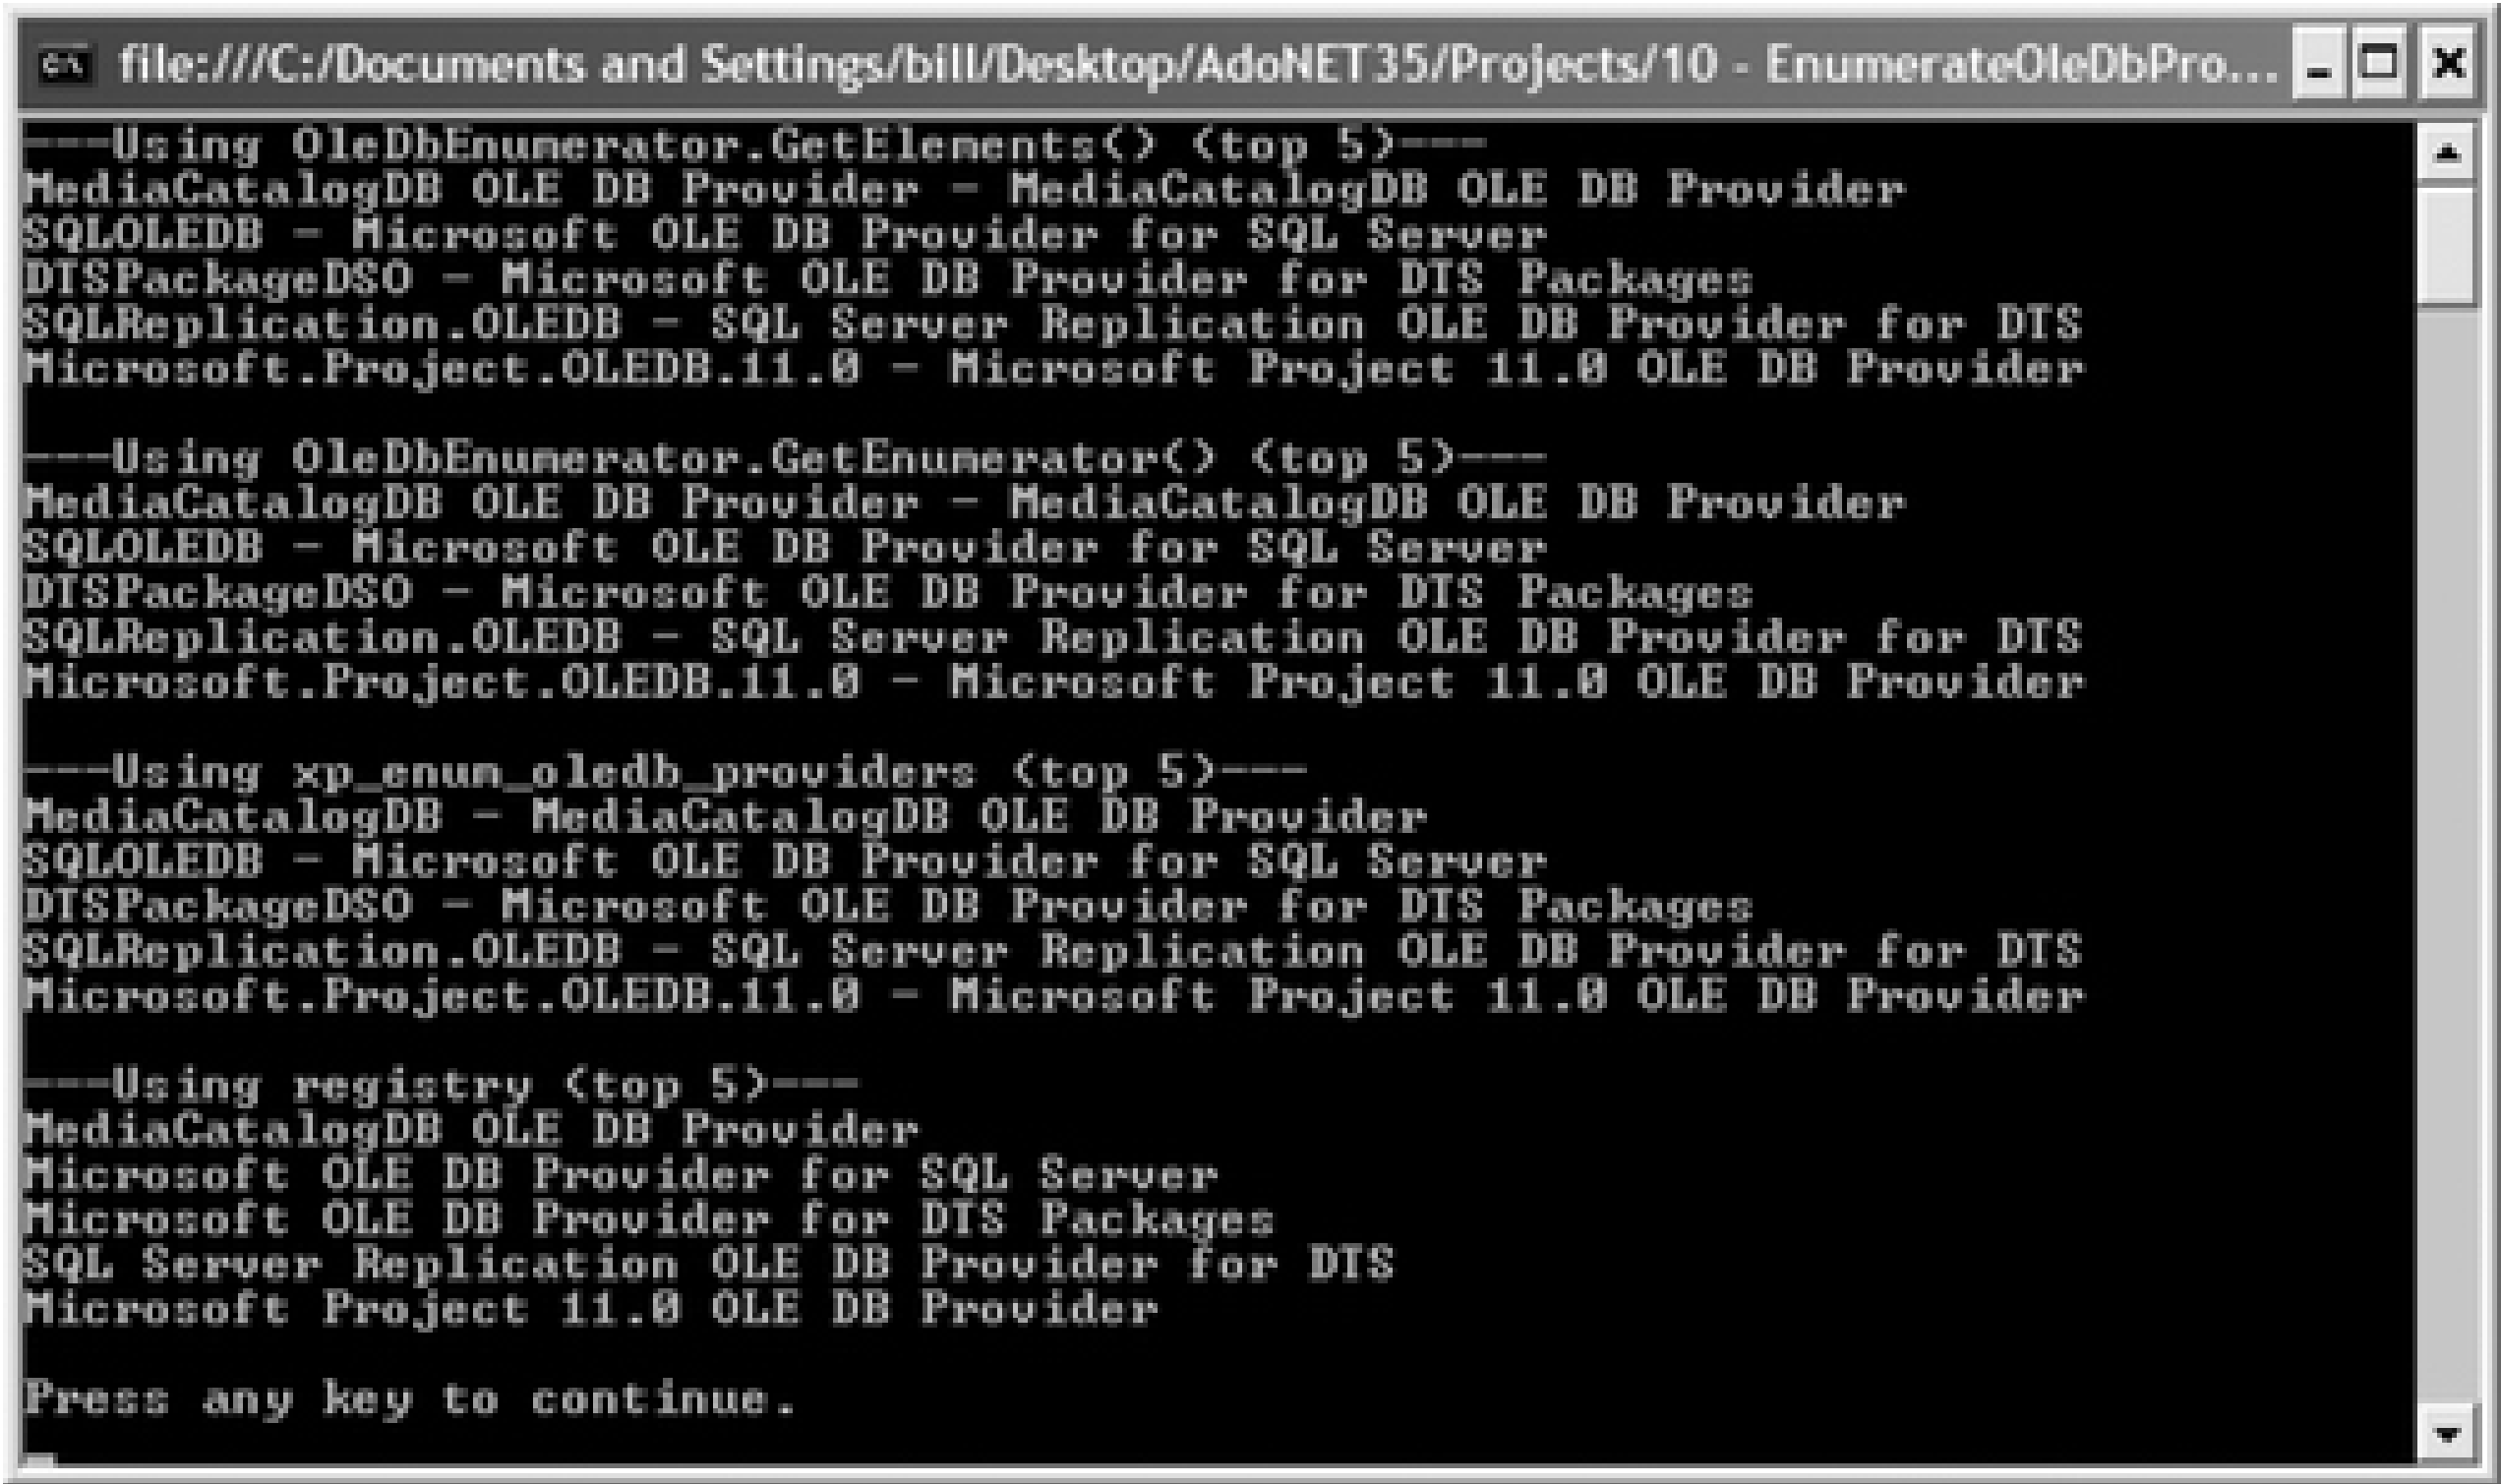 file:///C:/Documents and Settings/bill/Desktop/AdoNET35/Projects/10 - EnumerateOleDbPro...
---Using OleDbEnumerator.GetElements() (top 5)---
MediaCatalogDB OLE DB Provider - MediaCatalogDB OLE DB Provider
SQLOLEDB - Microsoft OLE DB Provider for SQL Server
DTSPackageDSO - Microsoft OLE DB Provider for DTS Packages
SQLReplication.OLEDB - SQL Server Replication OLE DB Provider for DTS
Microsoft.Project.OLEDB.11.0 - Microsoft Project 11.0 OLE DB Provider
---Using OleDbEnumerator.GetEnumerator() (top 5)---
MediaCatalogDB OLE DB Provider - MediaCatalogDB OLE DB Provider
SQLOLEDB - Microsoft OLE DB Provider for SQL Server
DTSPackageDSO - Microsoft OLE DB Provider for DTS Packages
SQLReplication.OLEDB - SQL Server Replication OLE DB Provider for DTS
Microsoft.Project.OLEDB.11.0 - Microsoft Project 11.0 OLE DB Provider
---Using xp_enum_oledb_providers (top 5)---
MediaCatalogDB - MediaCatalogDB OLE DB Provider
SQLOLEDB - Microsoft OLE DB Provider for SQL Server
DTSPackageDSO - Microsoft OLE DB Provider for DTS Packages
SQLReplication.OLEDB - SQL Server Replication OLE DB Provider for DTS
Microsoft.Project.OLEDB.11.0 - Microsoft Project 11.0 OLE DB Provider
---Using registry (top 5)---
MediaCatalogDB OLE DB Provider
Microsoft OLE DB Provider for SQL Server
Microsoft OLE DB Provider for DTS Packages
SQL Server Replication OLE DB Provider for DTS
Microsoft Project 11.0 OLE DB Provider
Press any key to continue.